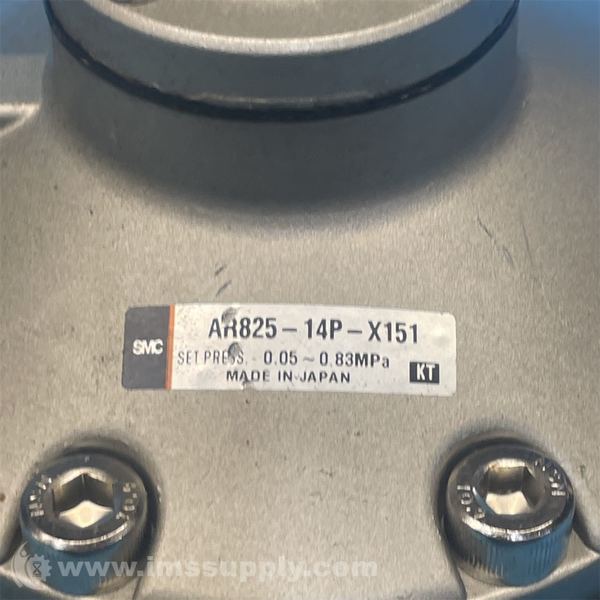 SMC
AR825-14P-X151
SET PRESS. 0.05~0.83MPa
MADE IN JAPAN
KT
© www.imssupply.com